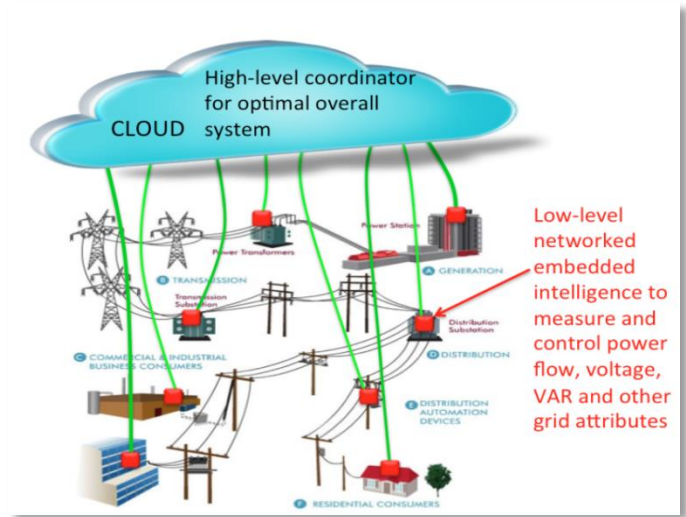 High-level coordinator
for optimal overall
CLOUD system
Power Station
Power Transformers
A GENERATION
B TRANSMISSION
Transmission
Substation
Distribution
Substation
C COMMERCIAL & INDUSTRIAL
BUSINESS CONSUMERS
D DISTRIBUTION
E DISTRIBUTION
AUTOMATION
DEVICES
F RESIDENTIAL CONSUMERS
Low-level
networked
embedded
intelligence to
measure and
control power
flow, voltage,
VAR and other
grid attributes